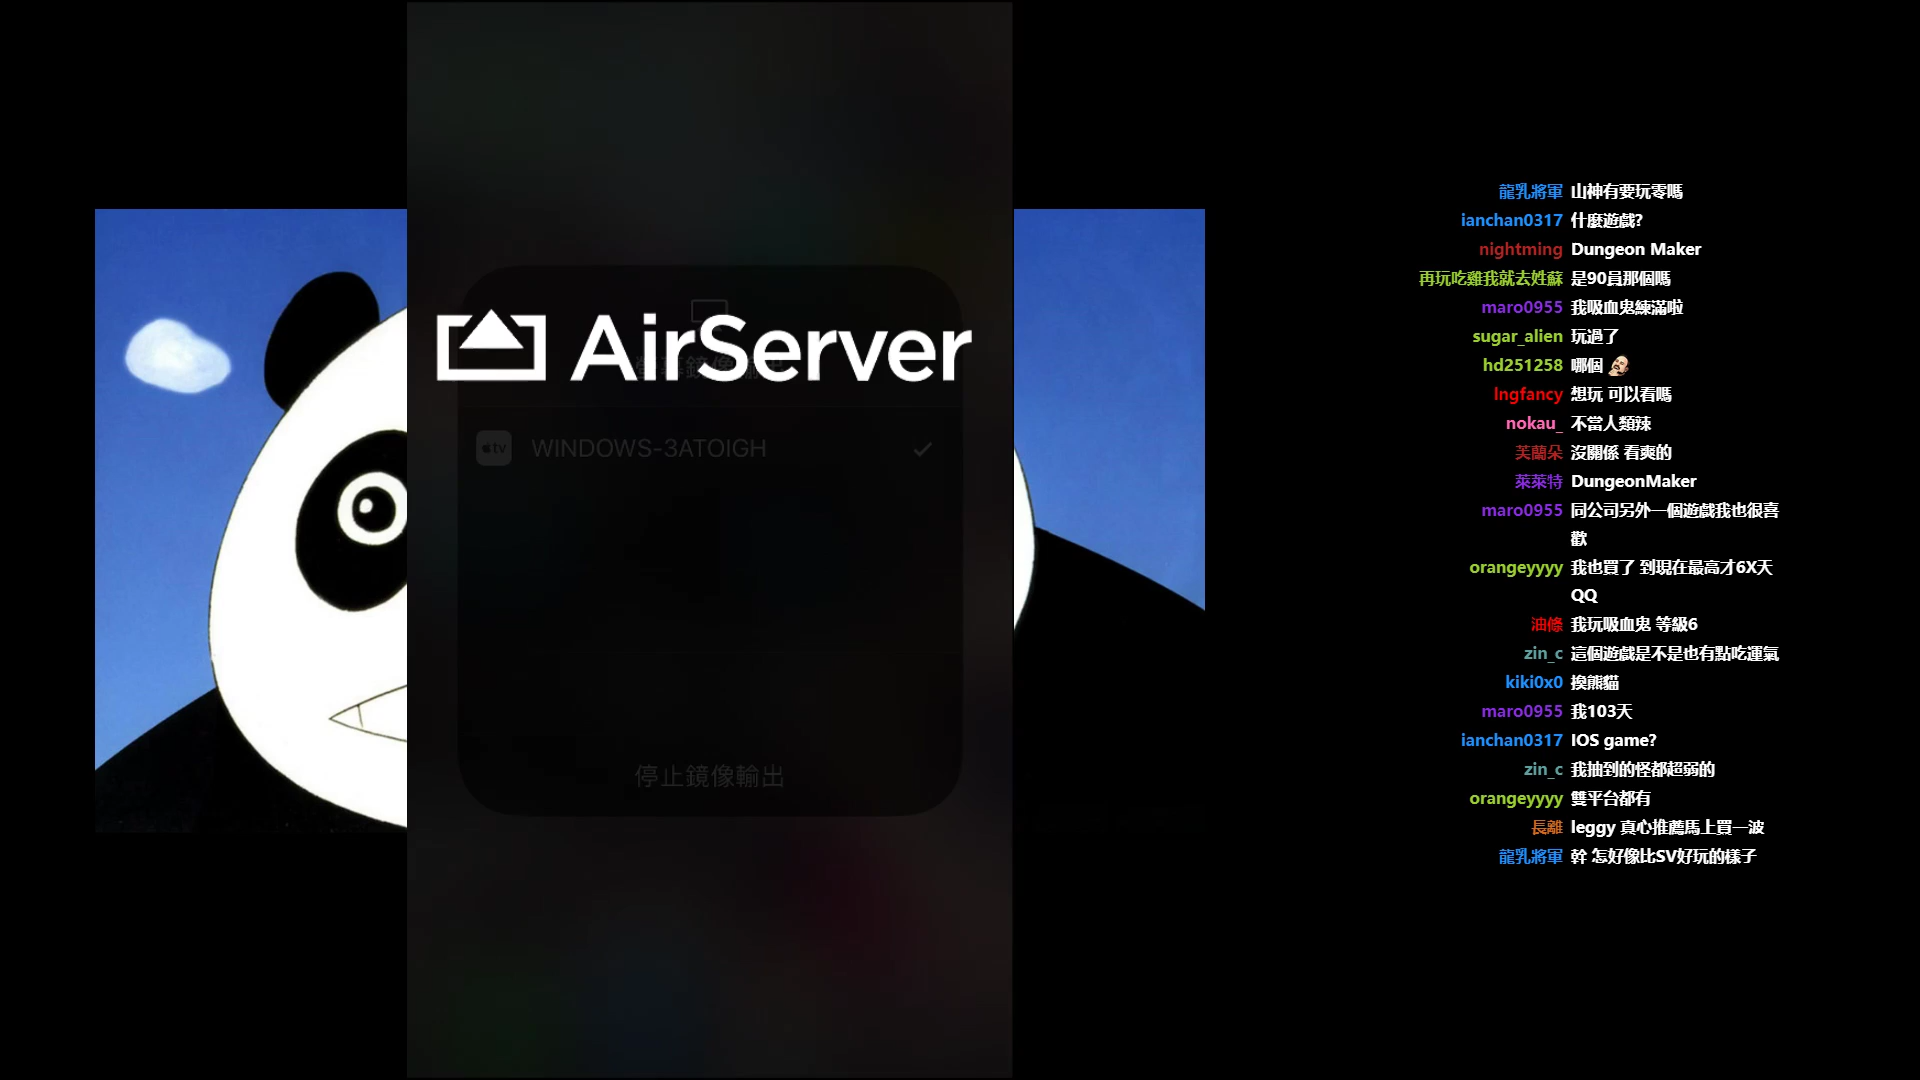 AirServer
螢幕鏡像輸出
tv
WINDOWS-3ATOIGH
停止鏡像輸出
龍乳將軍 山神有要玩零嗎
ianchan0317 什麼遊戲?
nightming Dungeon Maker
再玩吃雞我就去姓蘇 是90員那個嗎
maro0955 我吸血鬼練滿啦
sugar_alien 玩過了
hd251258 哪個
lngfancy 想玩 可以看嗎
nokau_ 不當人類辣
芙蘭朵 沒關係 看爽的
萊萊特 DungeonMaker
maro0955 同公司另外一個遊戲我也很喜
歡
orangeyyyy 我也買了 到現在最高才6X天
QQ
油條 我玩吸血鬼 等級6
zin_c 這個遊戲是不是也有點吃運氣
kiki0x0 換熊貓
maro0955 我103天
ianchan0317 IOS game?
zin_c 我抽到的怪都超弱的
orangeyyyy 雙平台都有
長離 leggy 真心推薦馬上買一波
龍乳將軍 幹 怎好像比SV好玩的樣子